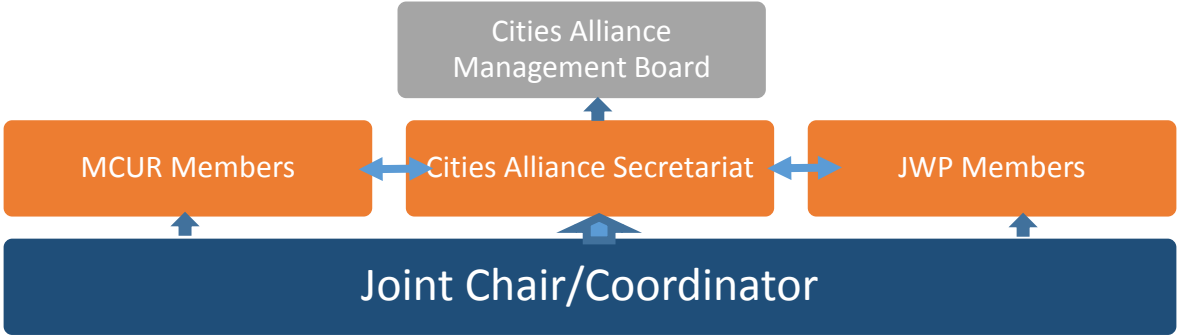 Cities Alliance
Management Board
MCUR Members
Cities Alliance Secretariat
JWP Members
Joint Chair/Coordinator